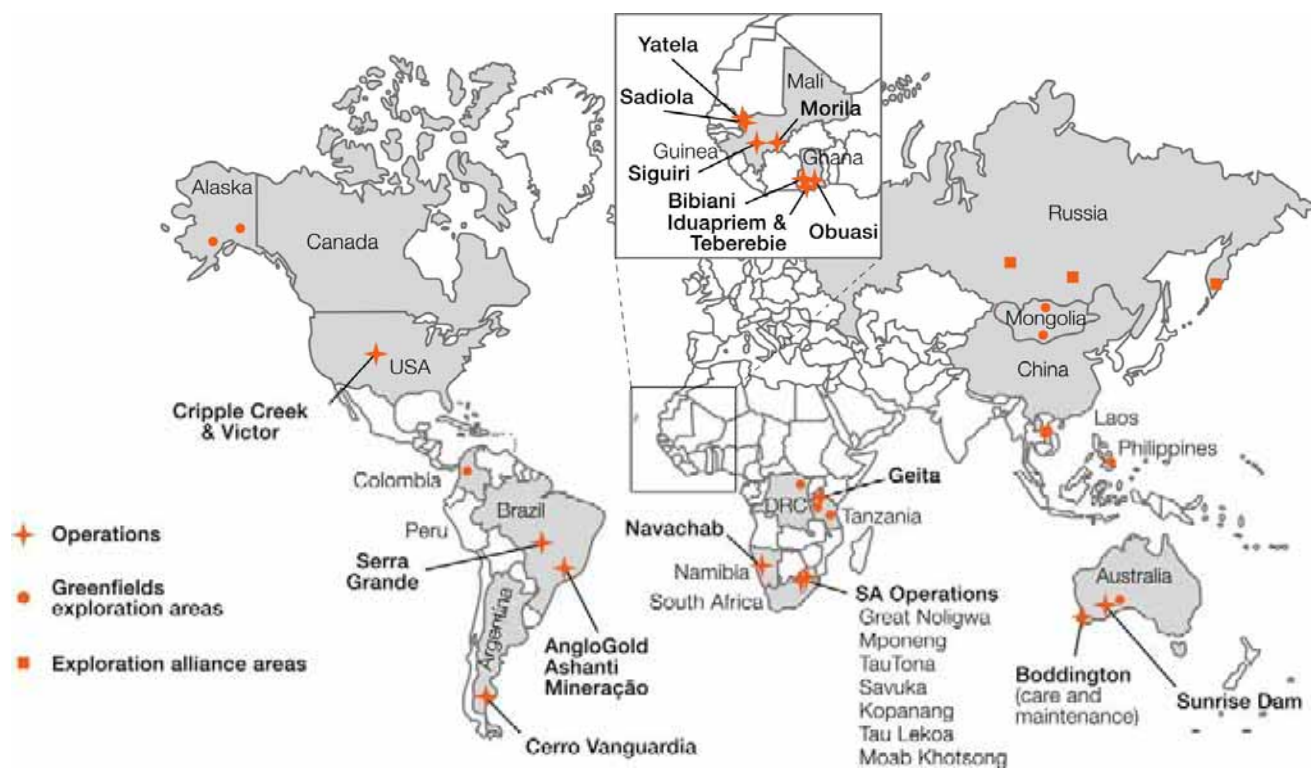 Yatela
Mali
Sadiola
Morila
Guinea
Ghana
Siguiri
Bibiani
Iduapriem &
Teberebie
Obuasi
Alaska
Canada
Russia
Mongolia
USA
China
Cripple Creek
& Victor
Laos
Philippines
Colombia
Geita
Brazil
DRC
Tanzania
Peru
Navachab
Operations
Serra
Grande
Namibia
Australia
Greenfields
exploration areas
South Africa
SA Operations
Great Noligwa
Mponeng
TauTona
Savuka
Kopanang
Tau Lekoa
Moab Khotsong
Argentina
AngloGold
Ashanti
Mineração
Exploration alliance areas
Boddington
(care and
maintenance)
Sunrise Dam
Cerro Vanguardia